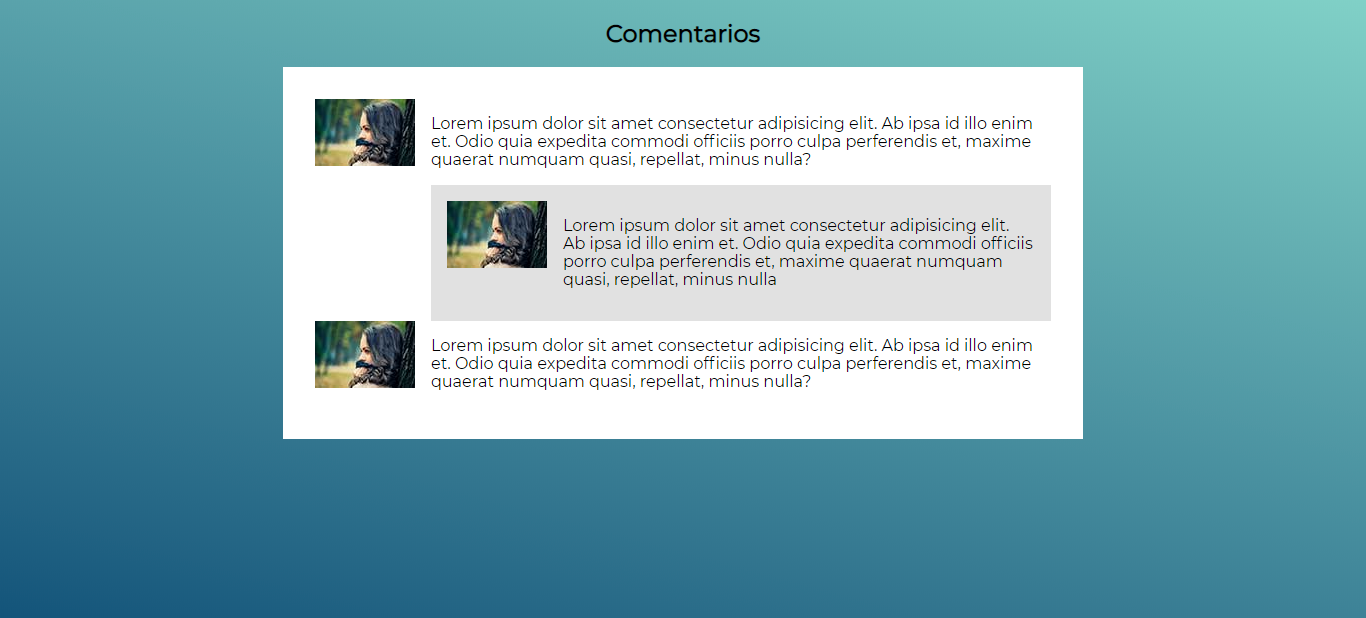 Comentarios
Lorem ipsum dolor sit amet consectetur adipisicing elit. Ab ipsa id illo enim
et. Odio quia expedita commodi officiis porro culpa perferendis et, maxime
quaerat numquam quasi, repellat, minus nulla?
Lorem ipsum dolor sit amet consectetur adipisicing elit.
Ab ipsa id illo enim et. Odio quia expedita commodi officiis
porro culpa perferendis et, maxime quaerat numquam
quasi, repellat, minus nulla
Lorem ipsum dolor sit amet consectetur adipisicing elit. Ab ipsa id illo enim
et. Odio quia expedita commodi officiis porro culpa perferendis et, maxime
quaerat numquam quasi, repellat, minus nulla?